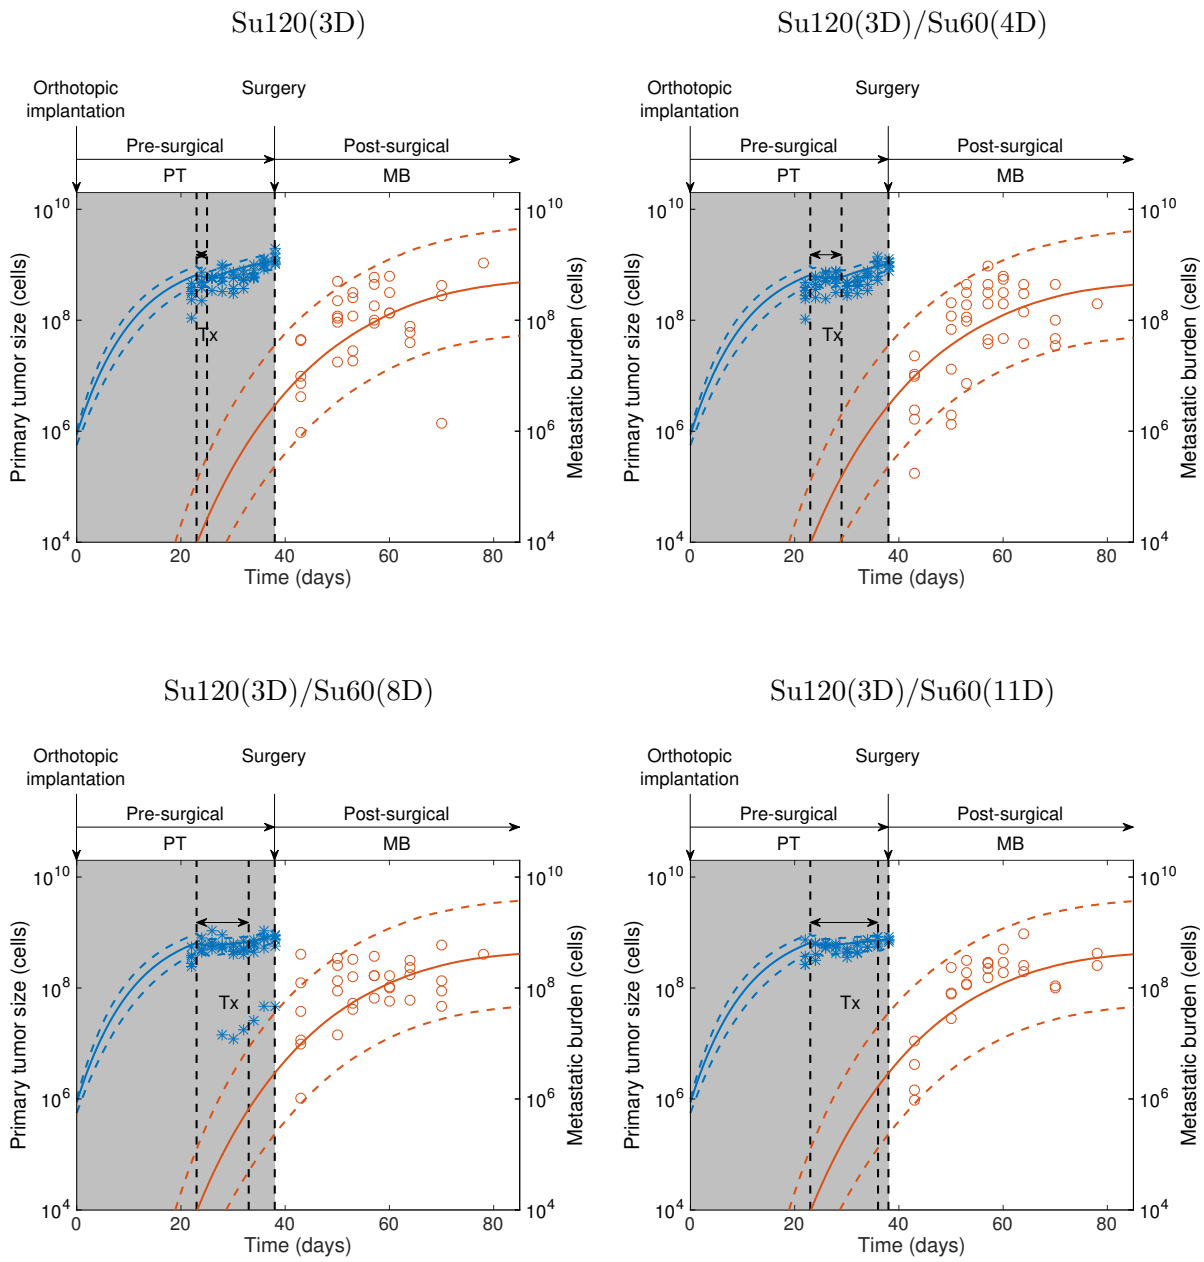 Su120(3D)
Orthotopic
implantation
Surgery
Pre-surgical
Post-surgical
PT
MB
10^10
10^8
10^6
10^4
Primary tumor size (cells)
Tx
10^10
10^8
10^6
10^4
Metastatic burden (cells)
0 20 40 60 80
Time (days)
Su120(3D)/Su60(4D)
Orthotopic
implantation
Surgery
Pre-surgical
Post-surgical
PT
MB
10^10
10^8
10^6
10^4
Primary tumor size (cells)
Tx
10^10
10^8
10^6
10^4
Metastatic burden (cells)
0 20 40 60 80
Time (days)
Su120(3D)/Su60(8D)
Orthotopic
implantation
Surgery
Pre-surgical
Post-surgical
PT
MB
10^10
10^8
10^6
10^4
Primary tumor size (cells)
Tx
10^10
10^8
10^6
10^4
Metastatic burden (cells)
0 20 40 60 80
Time (days)
Su120(3D)/Su60(11D)
Orthotopic
implantation
Surgery
Pre-surgical
Post-surgical
PT
MB
10^10
10^8
10^6
10^4
Primary tumor size (cells)
Tx
10^10
10^8
10^6
10^4
Metastatic burden (cells)
0 20 40 60 80
Time (days)